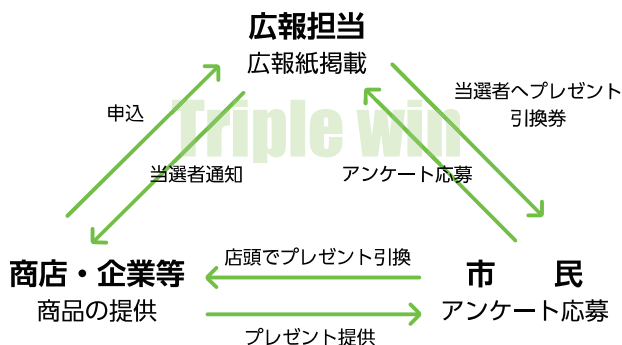 広報担当
広報紙掲載
当選者へプレゼント
引換券
申込
Triple win
当選者通知
アンケート応募
店頭でプレゼント引換
商店・企業等
市　民
商品の提供
アンケート応募
プレゼント提供